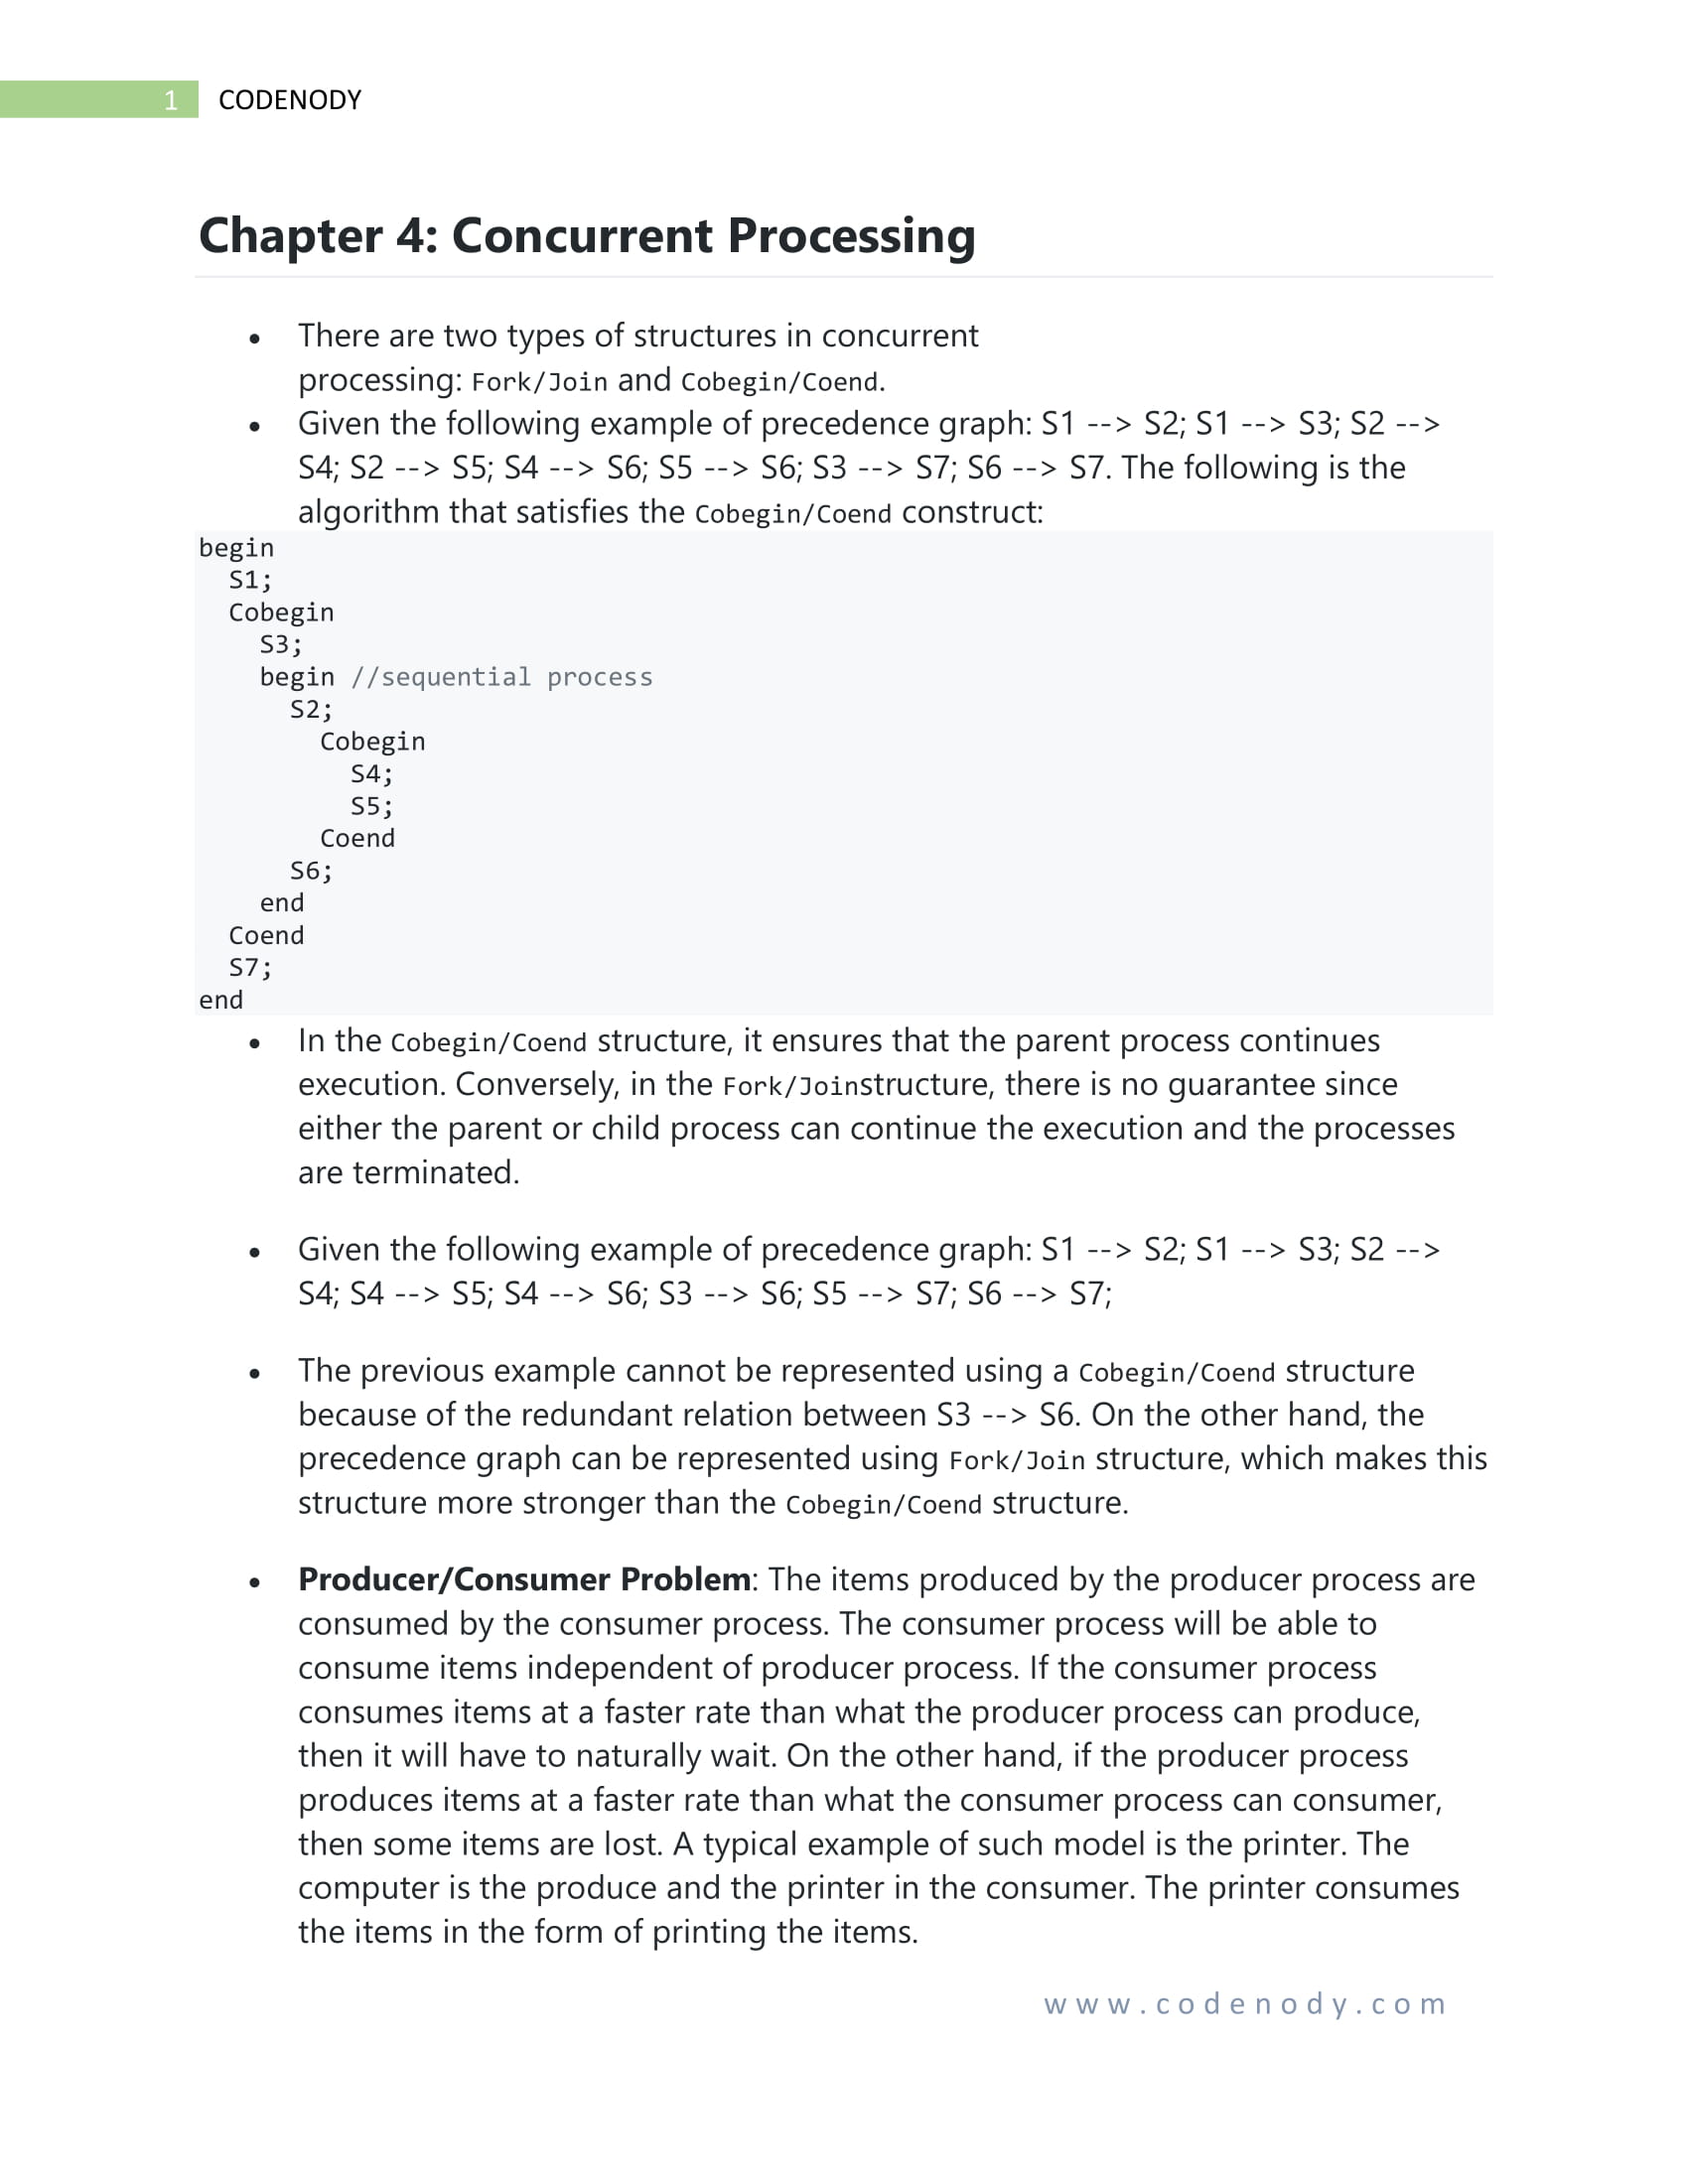 1 CODENODY
Chapter 4: Concurrent Processing
• There are two types of structures in concurrent
processing: Fork/Join and Cobegin/Coend.
• Given the following example of precedence graph: S1 --> S2; S1 --> S3; S2 -->
S4; S2 --> S5; S4 --> S6; S5 --> S6; S3 --> S7; S6 --> S7. The following is the
algorithm that satisfies the Cobegin/Coend construct:
begin
  S1;
  Cobegin
    S3;
    begin //sequential process
      S2;
        Cobegin
          S4;
          S5;
        Coend
      S6;
    end
  Coend
  S7;
end
• In the Cobegin/Coend structure, it ensures that the parent process continues
execution. Conversely, in the Fork/Joinstructure, there is no guarantee since
either the parent or child process can continue the execution and the processes
are terminated.
• Given the following example of precedence graph: S1 --> S2; S1 --> S3; S2 -->
S4; S4 --> S5; S4 --> S6; S3 --> S6; S5 --> S7; S6 --> S7;
• The previous example cannot be represented using a Cobegin/Coend structure
because of the redundant relation between S3 --> S6. On the other hand, the
precedence graph can be represented using Fork/Join structure, which makes this
structure more stronger than the Cobegin/Coend structure.
• Producer/Consumer Problem: The items produced by the producer process are
consumed by the consumer process. The consumer process will be able to
consume items independent of producer process. If the consumer process
consumes items at a faster rate than what the producer process can produce,
then it will have to naturally wait. On the other hand, if the producer process
produces items at a faster rate than what the consumer process can consumer,
then some items are lost. A typical example of such model is the printer. The
computer is the produce and the printer in the consumer. The printer consumes
the items in the form of printing the items.
www.codenody.com